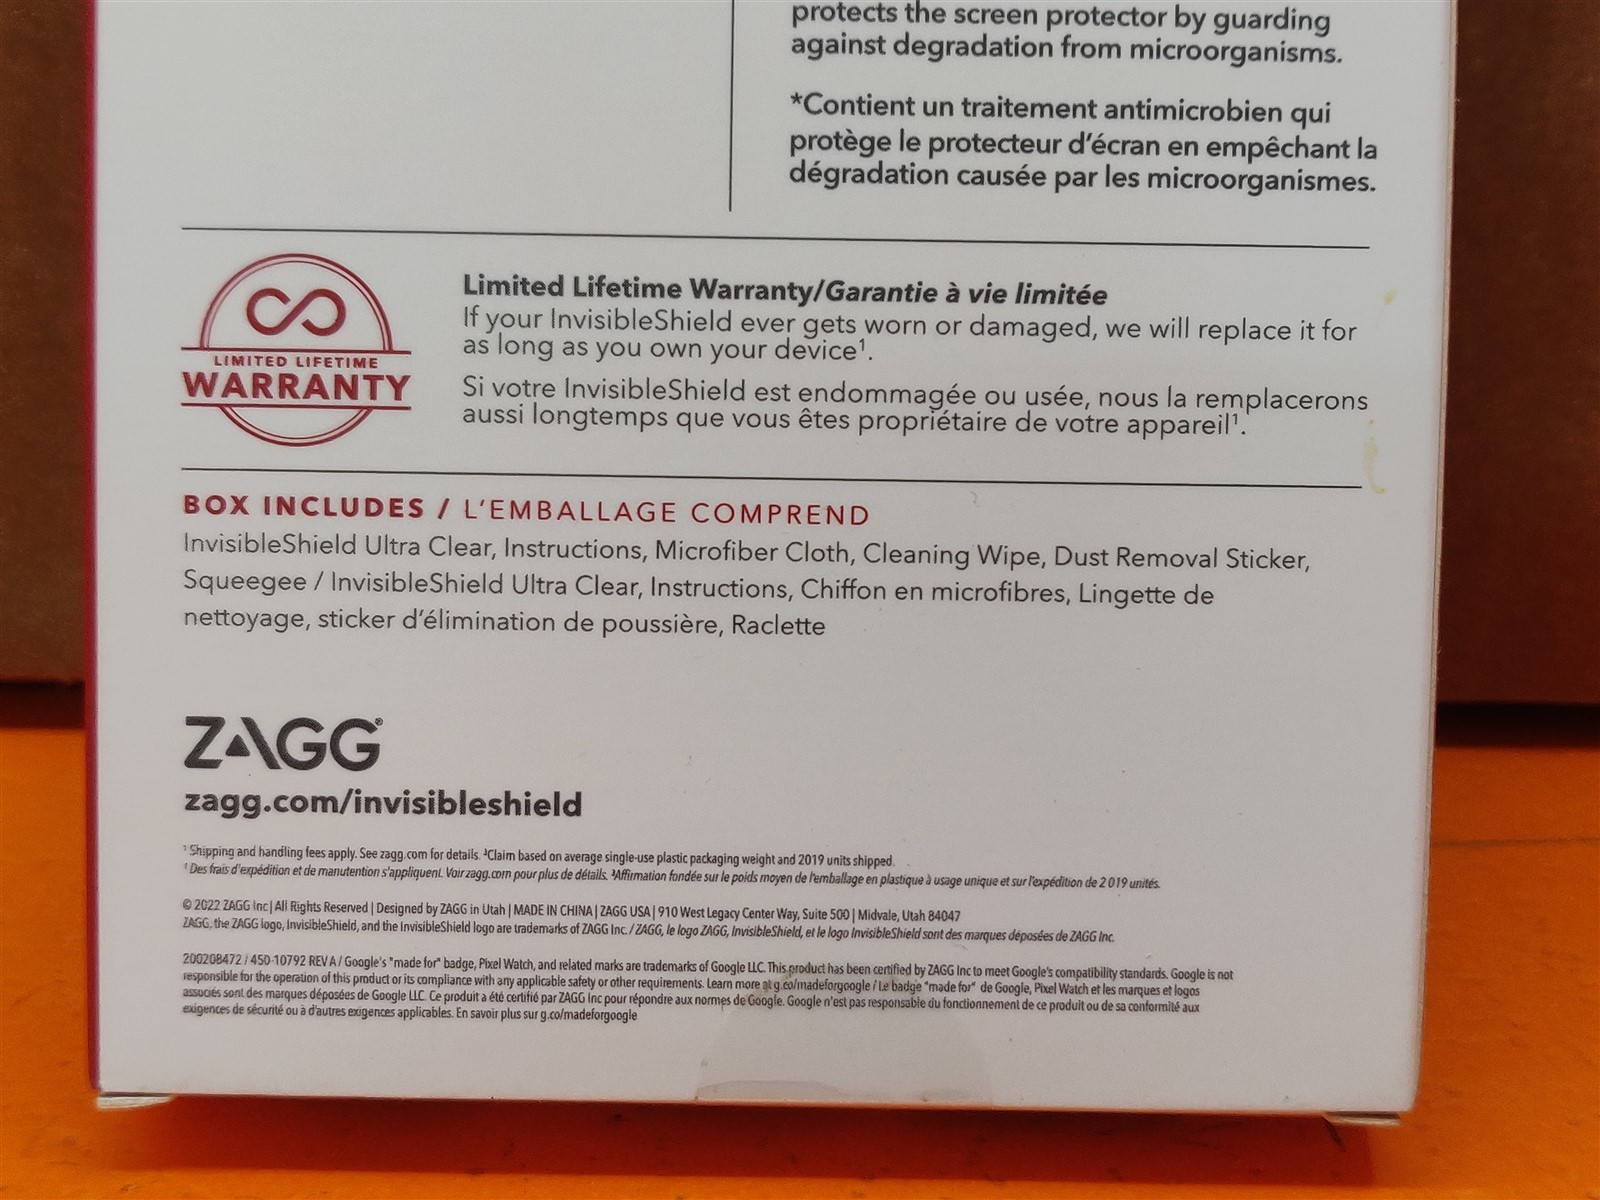 protects the screen protector by guarding
against degradation from microorganisms.
*Contient un traitement antimicrobien qui
protège le protecteur d'écran en empêchant la
dégradation causée par les microorganismes.
LIMITED LIFETIME
WARRANTY
Limited Lifetime Warranty/Garantie à vie limitée
If your InvisibleShield ever gets worn or damaged, we will replace it for
as long as you own your device¹.
Si votre InvisibleShield est endommagée ou usée, nous la remplacerons
aussi longtemps que vous êtes propriétaire de votre appareil¹.
BOX INCLUDES / L'EMBALLAGE COMPREND
InvisibleShield Ultra Clear, Instructions, Microfiber Cloth, Cleaning Wipe, Dust Removal Sticker,
Squeegee / InvisibleShield Ultra Clear, Instructions, Chiffon en microfibres, Lingette de
nettoyage, sticker d'élimination de poussière, Raclette
ZAGG®
zagg.com/invisibleshield
¹ Shipping and handling fees apply. See zagg.com for details. ³Claim based on average single-use plastic packaging weight and 2019 units shipped.
¹ Des frais d'expédition et de manutention s'appliquent. Voir zagg.com pour plus de détails. ³Affirmation fondée sur le poids moyen de l'emballage en plastique à usage unique et sur l'expédition de 2 019 unités.
© 2022 ZAGG Inc | All Rights Reserved | Designed by ZAGG in Utah | MADE IN CHINA | ZAGG USA | 910 West Legacy Center Way, Suite 500 | Midvale, Utah 84047
ZAGG, the ZAGG logo, InvisibleShield, and the InvisibleShield logo are trademarks of ZAGG Inc. / ZAGG, le logo ZAGG, InvisibleShield, et le logo InvisibleShield sont des marques déposées de ZAGG Inc.
200208472 / 450-10792 REV A / Google's "made for" badge, Pixel Watch, and related marks are trademarks of Google LLC. This product has been certified by ZAGG Inc to meet Google's compatibility standards. Google is not
responsible for the operation of this product or its compliance with any applicable safety or other requirements. Learn more at g.co/madeforgoogle / Le badge "made for" de Google, Pixel Watch et les marques et logos
associés sont des marques déposées de Google LLC. Ce produit a été certifié par ZAGG Inc pour répondre aux normes de Google. Google n'est pas responsable du fonctionnement de ce produit ou de sa conformité aux
exigences de sécurité ou à d'autres exigences applicables. En savoir plus sur g.co/madeforgoogle